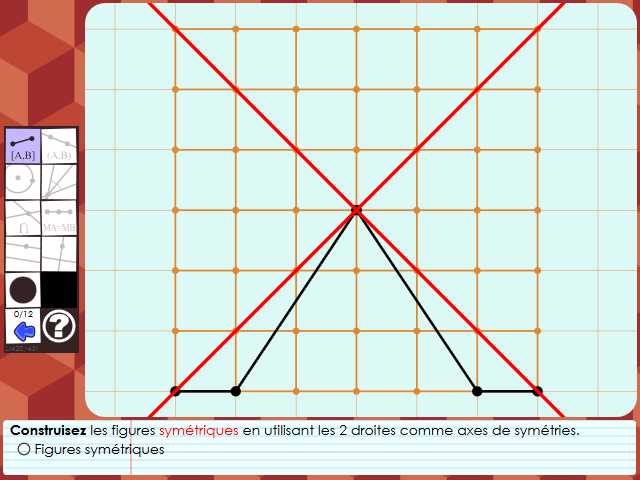 [A,B]
(A,B)
MA=MB
0/12
?
Construisez les figures symétriques en utilisant les 2 droites comme axes de symétries.
Figures symétriques